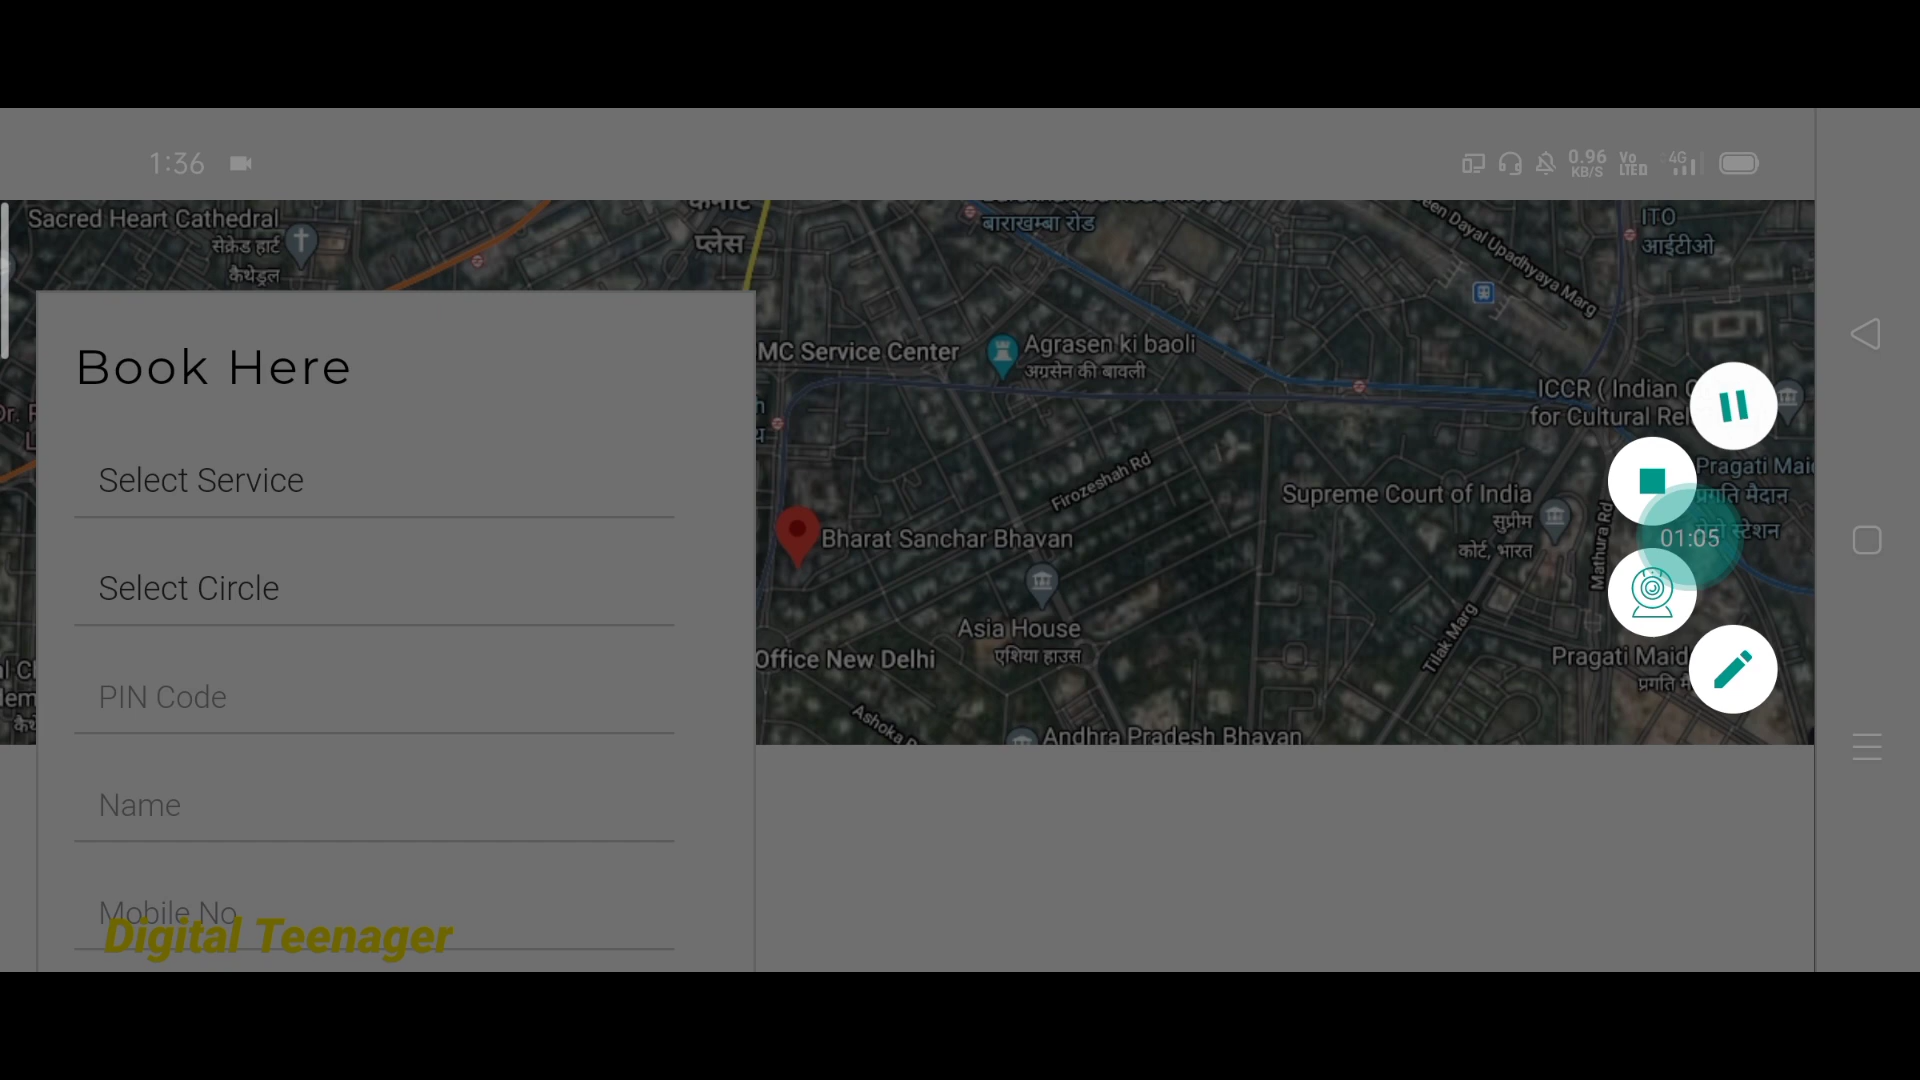 1:36
0.96
KB/S
Vo
LTE D
4G
Sacred Heart Cathedral
सेक्रेड हार्ट
कैथेड्रल
प्लेस
बाराखम्बा रोड
een Dayal Upadhyaya Marg
ITO
आईटीओ
Book Here
Select Service
Select Circle
PIN Code
Name
Mobile No
Digital Teenager
MC Service Center
Agrasen ki baoli
अग्रसेन की बावली
ICCR ( Indian C
for Cultural Rel
Firozeshah Rd
Supreme Court of India
सुप्रीम
कोर्ट, भारत
Mathura Rd
Pragati Maid
प्रगति मैदान
स्टेशन
01:05
Bharat Sanchar Bhavan
Asia House
एशिया हाउस
Office New Delhi
Tilak Marg
Pragati Maid
प्रगति म
Ashoka
Andhra Pradesh Bhavan